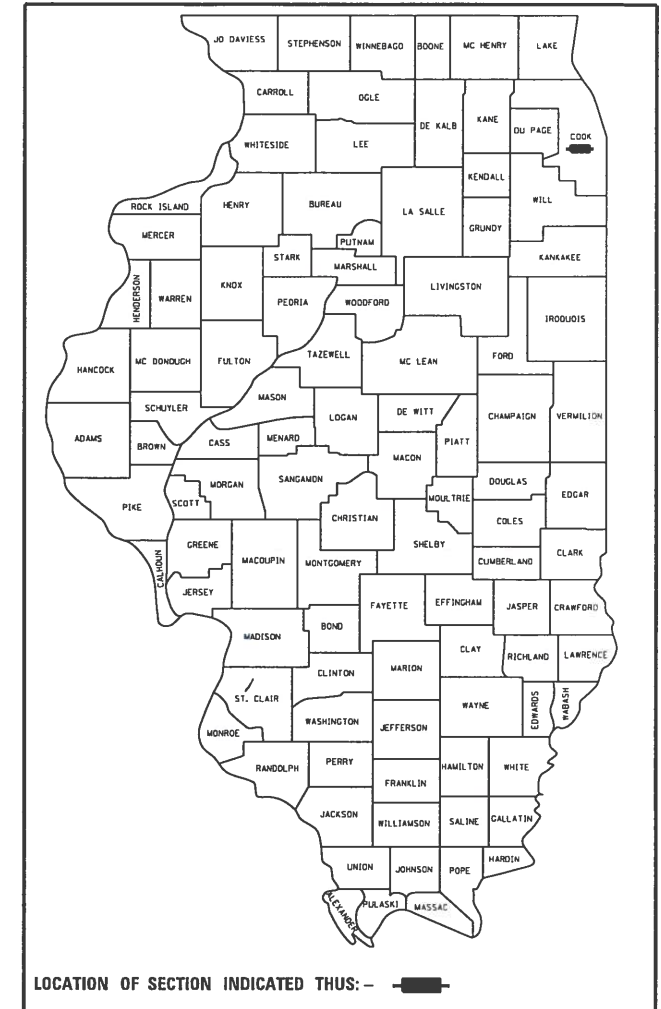 JO DAVIESS STEPHENSON WINNEBAGO BOONE MC HENRY LAKE
CARROLL OGLE
DE KALB KANE DU PAGE COOK
WHITESIDE LEE
KENDALL
ROCK ISLAND HENRY BUREAU LA SALLE WILL
MERCER PUTNAM GRUNDY
STARK MARSHALL KANKAKEE
HENDERSON WARREN KNOX PEORIA WOODFORD LIVINGSTON
IROQUOIS
HANCOCK MC DONOUGH FULTON TAZEWELL MC LEAN FORD
MASON
SCHUYLER LOGAN DE WITT CHAMPAIGN VERMILION
ADAMS BROWN CASS MENARD PIATT
MACON
MORGAN SANGAMON DOUGLAS
PIKE SCOTT MOULTRIE EDGAR
CHRISTIAN COLES
GREENE SHELBY
CALHOUN MACOUPIN MONTGOMERY CUMBERLAND CLARK
JERSEY FAYETTE EFFINGHAM JASPER CRAWFORD
MADISON BOND
CLAY RICHLAND LAWRENCE
CLINTON MARION
ST. CLAIR WAYNE EDWARDS WABASH
WASHINGTON JEFFERSON
MONROE
RANDOLPH PERRY HAMILTON WHITE
FRANKLIN
JACKSON WILLIAMSON SALINE GALLATIN
UNION JOHNSON POPE HARDIN
ALEXANDER PULASKI MASSAC
LOCATION OF SECTION INDICATED THUS: –